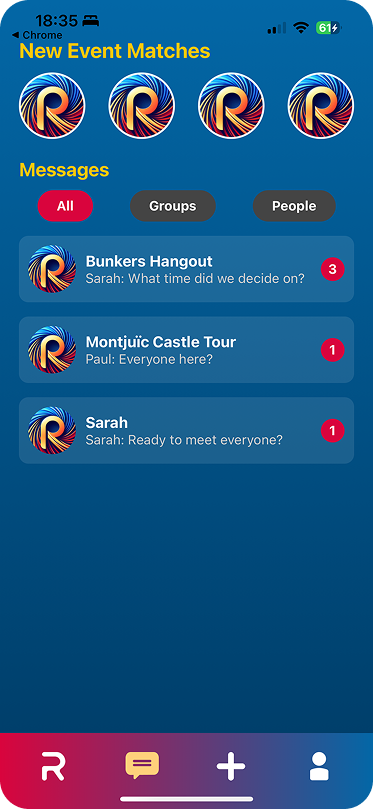 18:35
◀ Chrome
61
New Event Matches
R R R R
Messages
All Groups People
Bunkers Hangout
Sarah: What time did we decide on?
3
Montjuïc Castle Tour
Paul: Everyone here?
1
Sarah
Sarah: Ready to meet everyone?
1
R